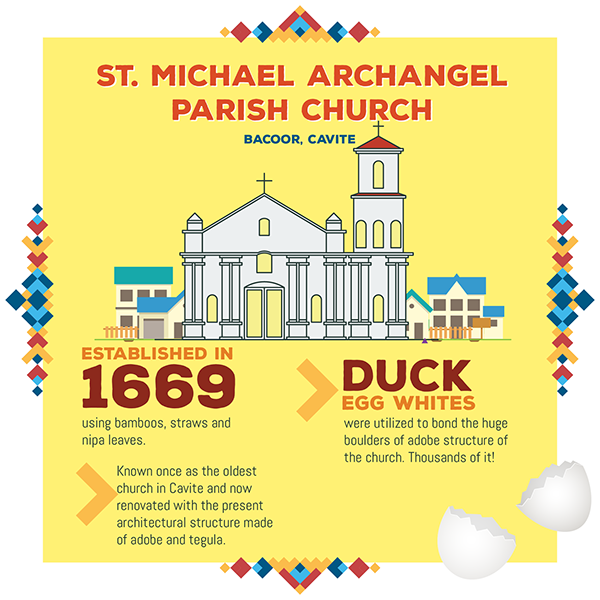 ST. MICHAEL ARCHANGEL
PARISH CHURCH
BACOOR, CAVITE
ESTABLISHED IN
1669
using bamboos, straws and
nipa leaves.
Known once as the oldest
church in Cavite and now
renovated with the present
architectural structure made
of adobe and tegula.
DUCK
EGG WHITES
were utilized to bond the huge
boulders of adobe structure of
the church. Thousands of it!